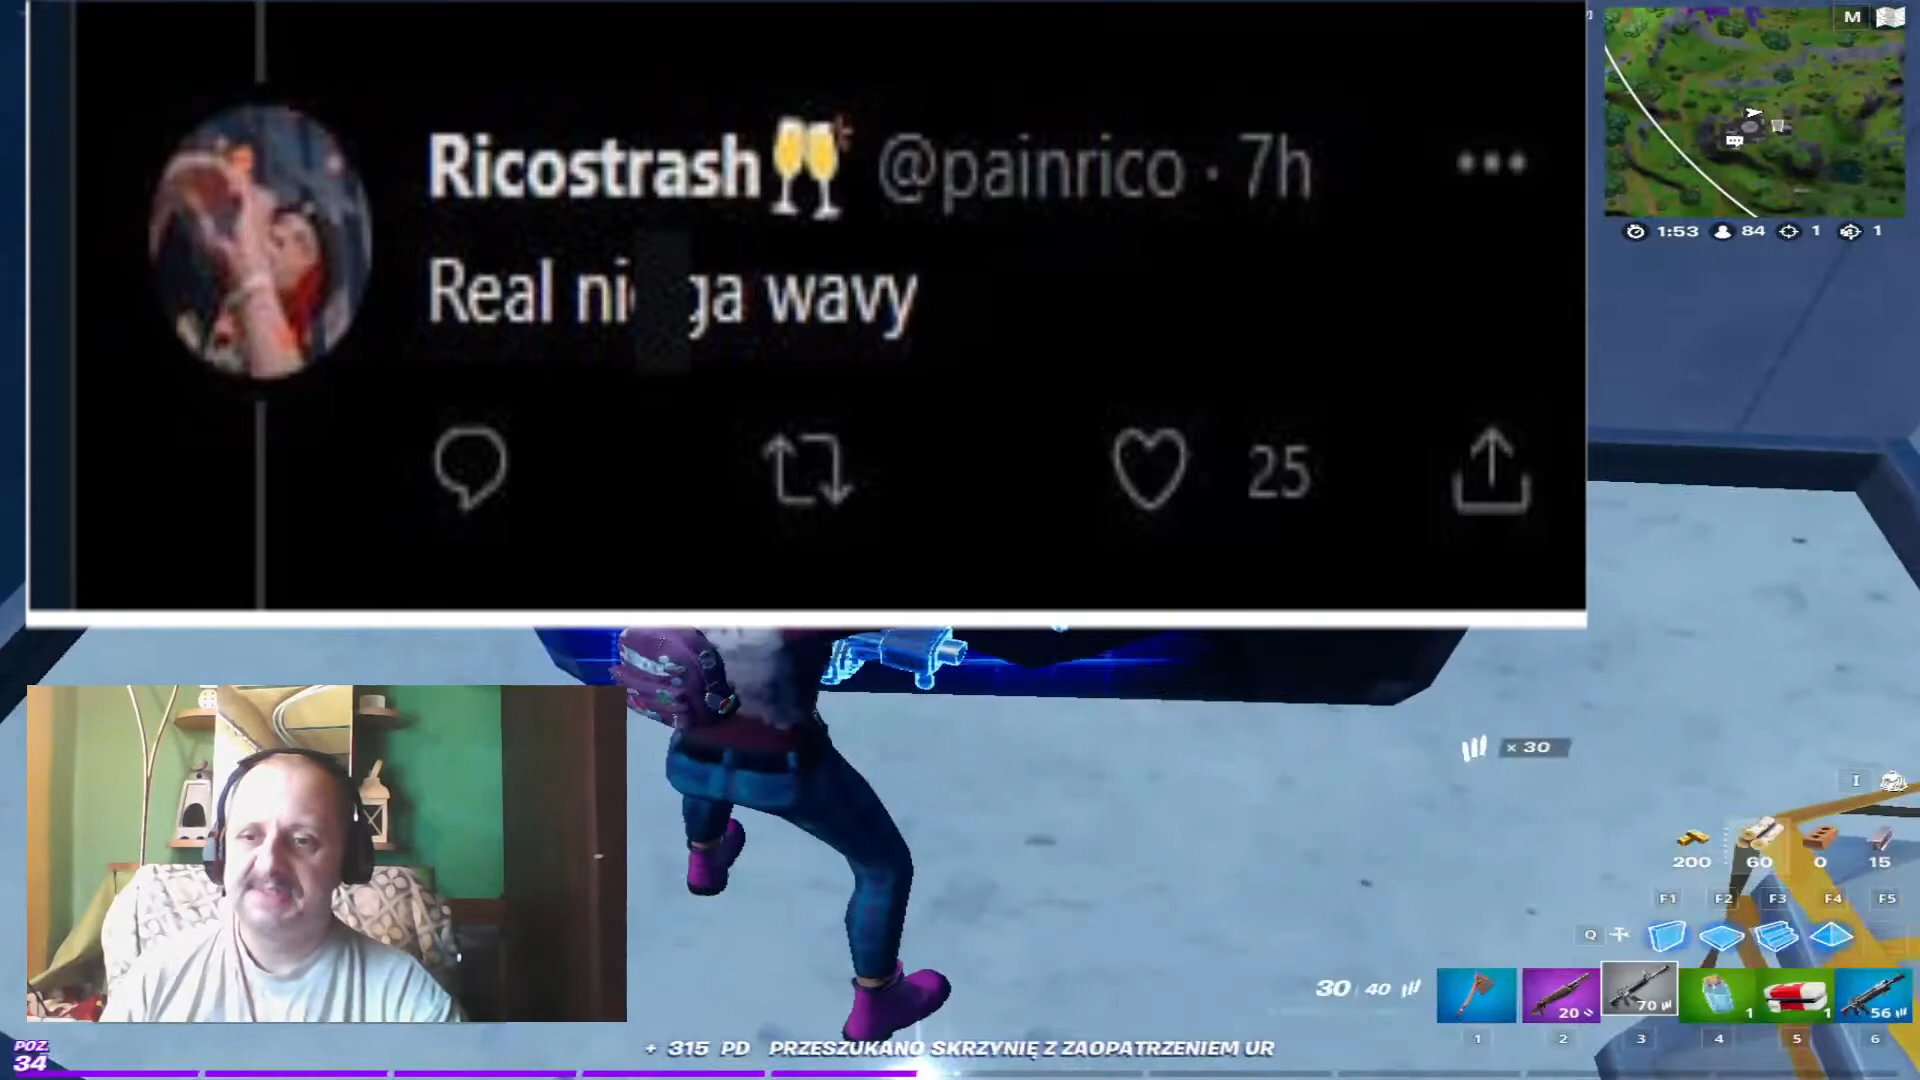 Ricostrash🥂 @painrico · 7h
Real ni ga wavy
25
M
1:53 84 1 1
× 30
I
200 60 0 15
F1 F2 F3 F4 F5
Q
30 | 40
20 70 1 1 56
1 2 3 4 5 6
+ 315 PD PRZESZUKANO SKRZYNIĘ Z ZAOPATRZENIEM UR
POZ.
34